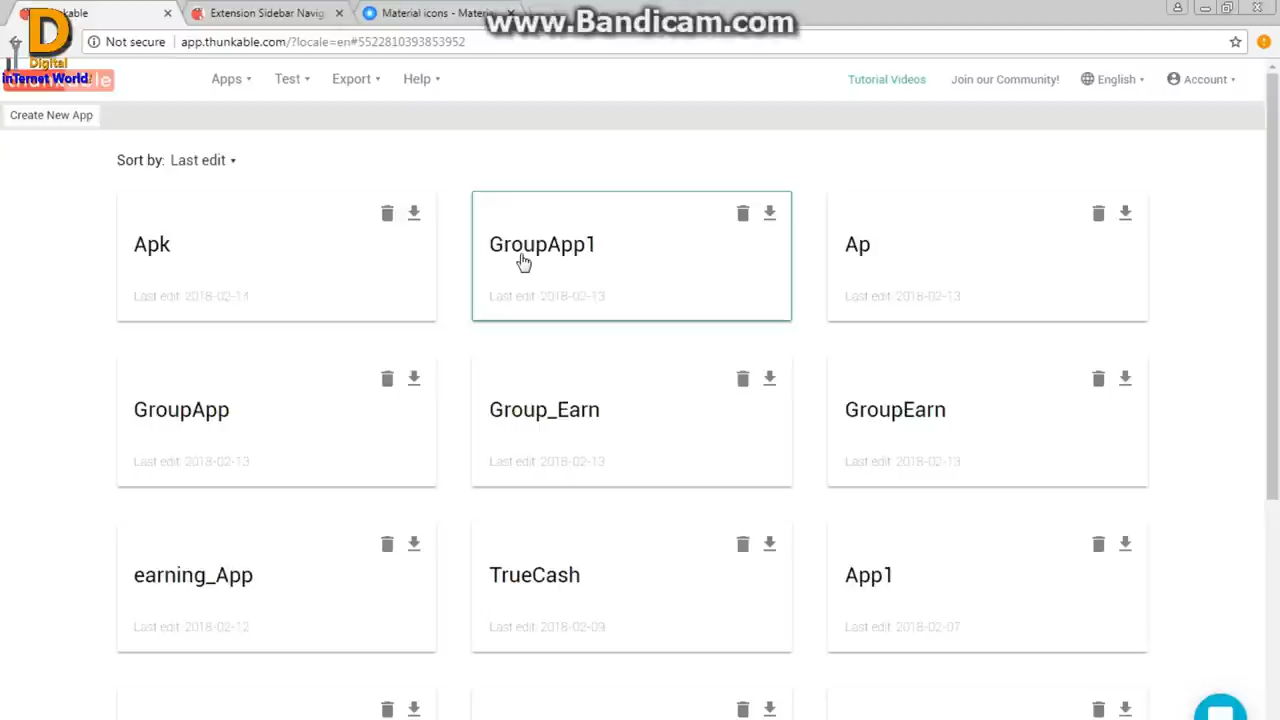 www.Bandicam.com
Extension Sidebar Navig
Material icons - Mater
Not secure
app.thunkable.com/?locale=en#5522810393853952
D
Digital
inTernet World.
Apps
Test
Export
Help
Tutorial Videos
Join our Community!
English
Account
Create New App
Sort by: Last edit
Apk
GroupApp1
Ap
Last edit: 2018-02-14
Last edit: 2018-02-13
Last edit: 2018-02-13
GroupApp
Group_Earn
GroupEarn
Last edit: 2018-02-13
Last edit: 2018-02-13
Last edit: 2018-02-13
earning_App
TrueCash
App1
Last edit: 2018-02-12
Last edit: 2018-02-09
Last edit: 2018-02-07